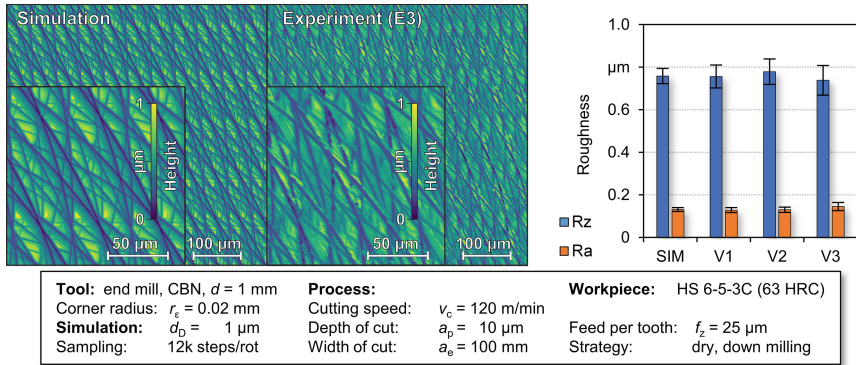 Simulation
Experiment (E3)
1
µm
0
Height
50 µm
100 µm
1
µm
0
Height
50 µm
100 µm
1.0
µm
0.6
0.4
0.2
0
Roughness
Rz
Ra
SIM V1 V2 V3
Tool: end mill, CBN, d = 1 mm Process: Workpiece: HS 6-5-3C (63 HRC)
Corner radius: rε = 0.02 mm Cutting speed: vc = 120 m/min
Simulation: dD = 1 µm Depth of cut: ap = 10 µm Feed per tooth: fz = 25 µm
Sampling: 12k steps/rot Width of cut: ae = 100 mm Strategy: dry, down milling